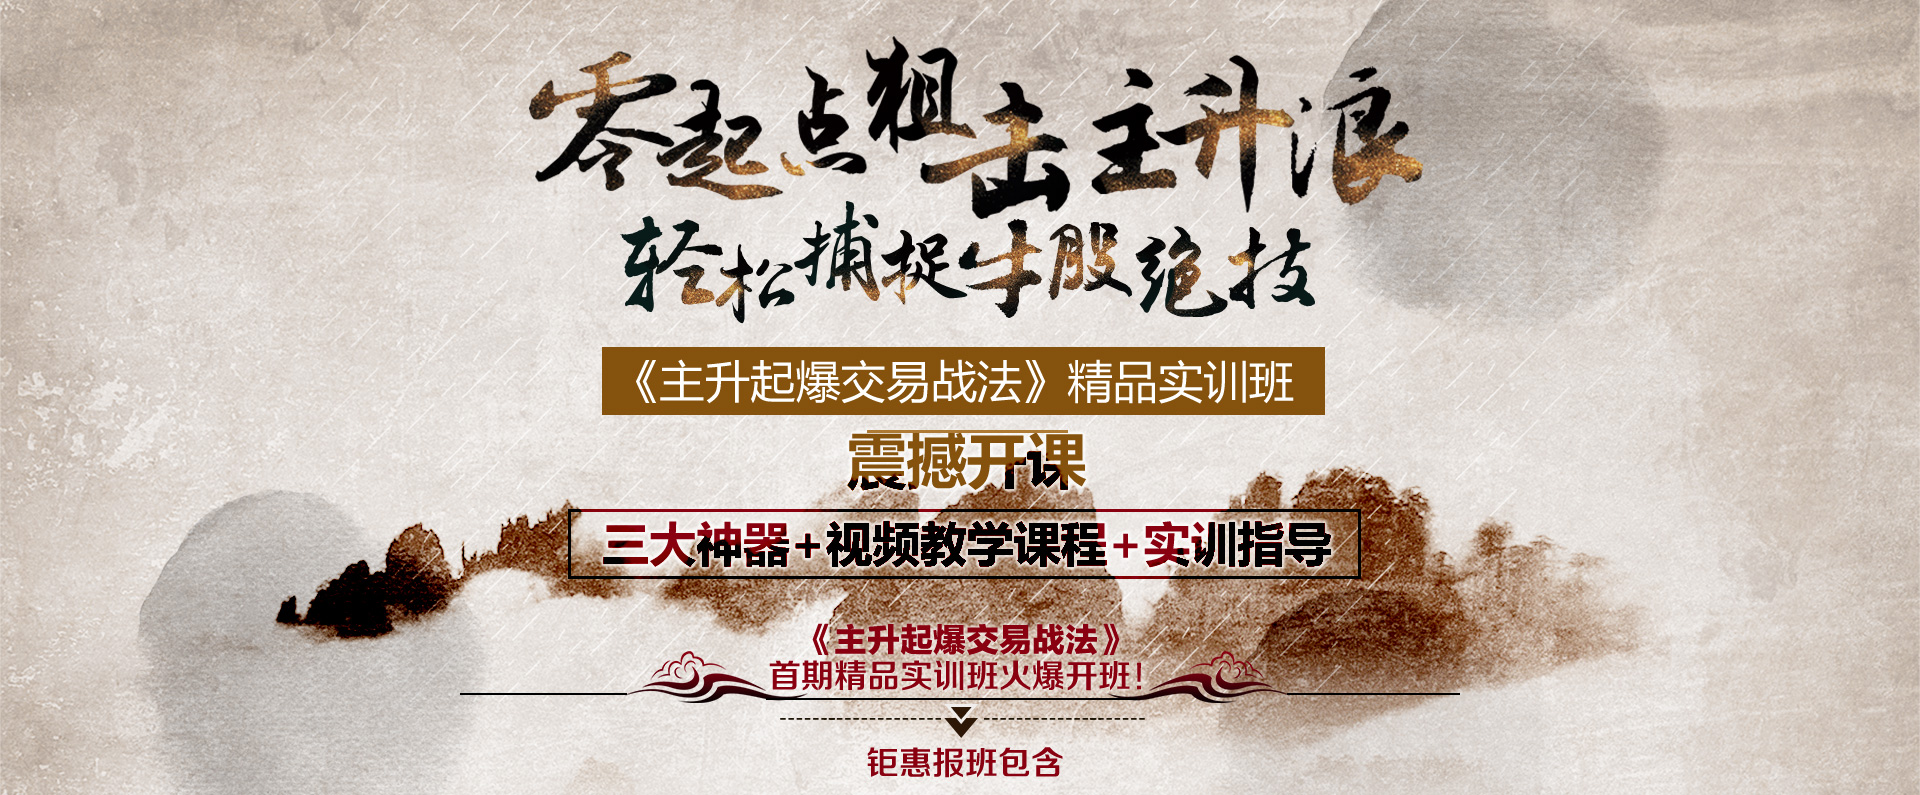 零起点狙击主升浪
轻松捕捉牛股绝技
《主升起爆交易战法》精品实训班
震撼开课
三大神器+视频教学课程+实训指导
《主升起爆交易战法》
首期精品实训班火爆开班!
钜惠报班包含